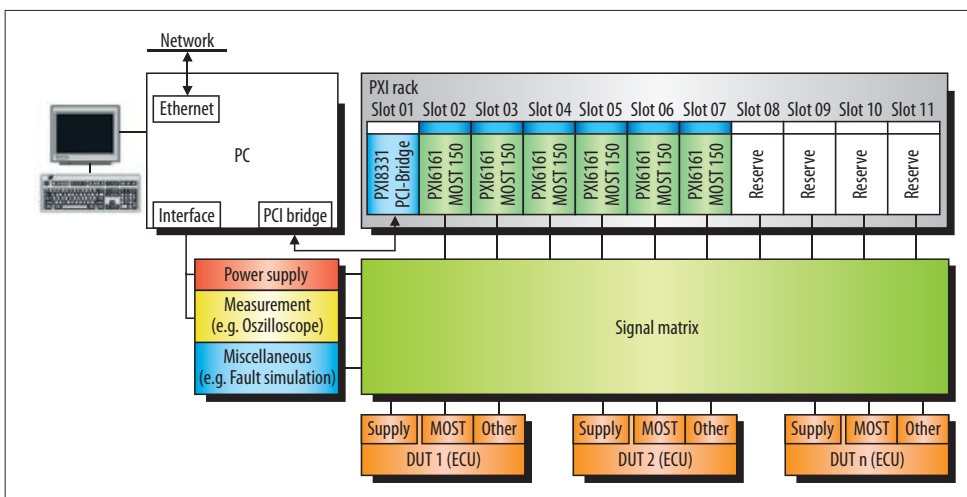 Network
Ethernet
PC
Interface
PCI bridge
PXI rack
Slot 01 Slot 02 Slot 03 Slot 04 Slot 05 Slot 06 Slot 07 Slot 08 Slot 09 Slot 10 Slot 11
PXI8331
PCI-Bridge
PXI6161
MOST 150
PXI6161
MOST 150
PXI6161
MOST 150
PXI6161
MOST 150
PXI6161
MOST 150
PXI6161
MOST 150
Reserve
Reserve
Reserve
Reserve
Power supply
Measurement
(e.g. Oszilloscope)
Miscellaneous
(e.g. Fault simulation)
Signal matrix
Supply MOST Other
DUT 1 (ECU)
Supply MOST Other
DUT 2 (ECU)
Supply MOST Other
DUT n (ECU)